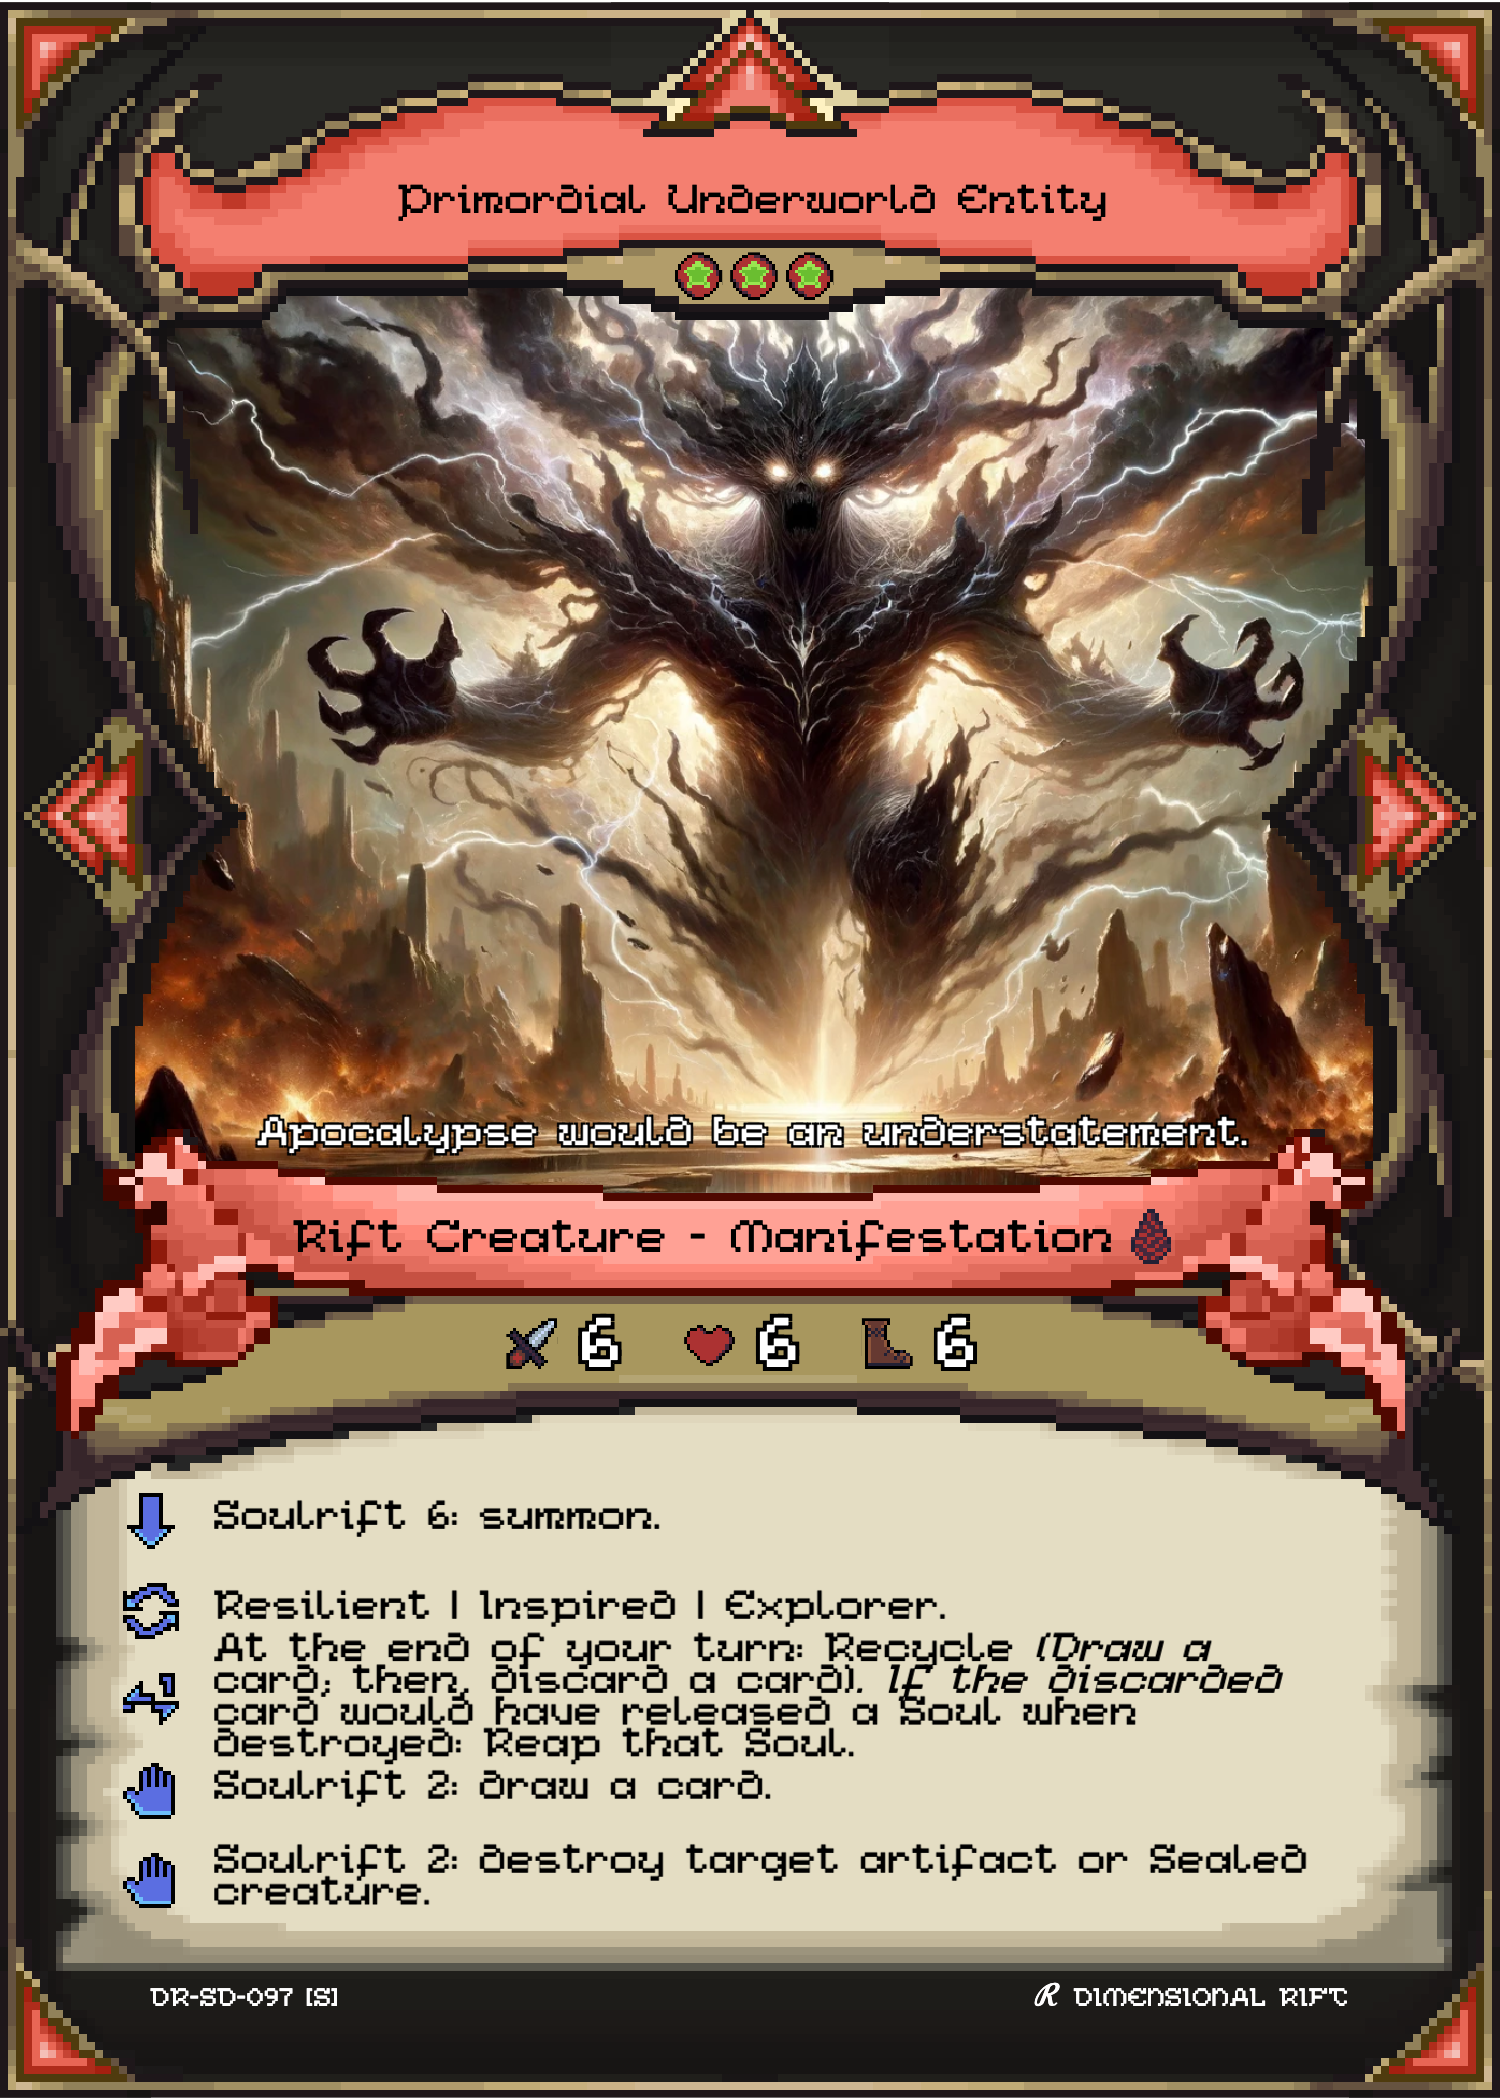 Primordial Underworld Entity
Apocalypse would be an understatement.
Rift Creature - Manifestation
6 6 6
Soulrift 6: summon.
Resilient | Inspired | Explorer.
At the end of your turn: Recycle (Draw a
card; then, discard a card). If the discarded
card would have released a Soul when
destroyed: Reap that Soul.
Soulrift 2: draw a card.
Soulrift 2: destroy target artifact or Sealed
creature.
DR-SD-097 [S]
R DIMENSIONAL RIFT